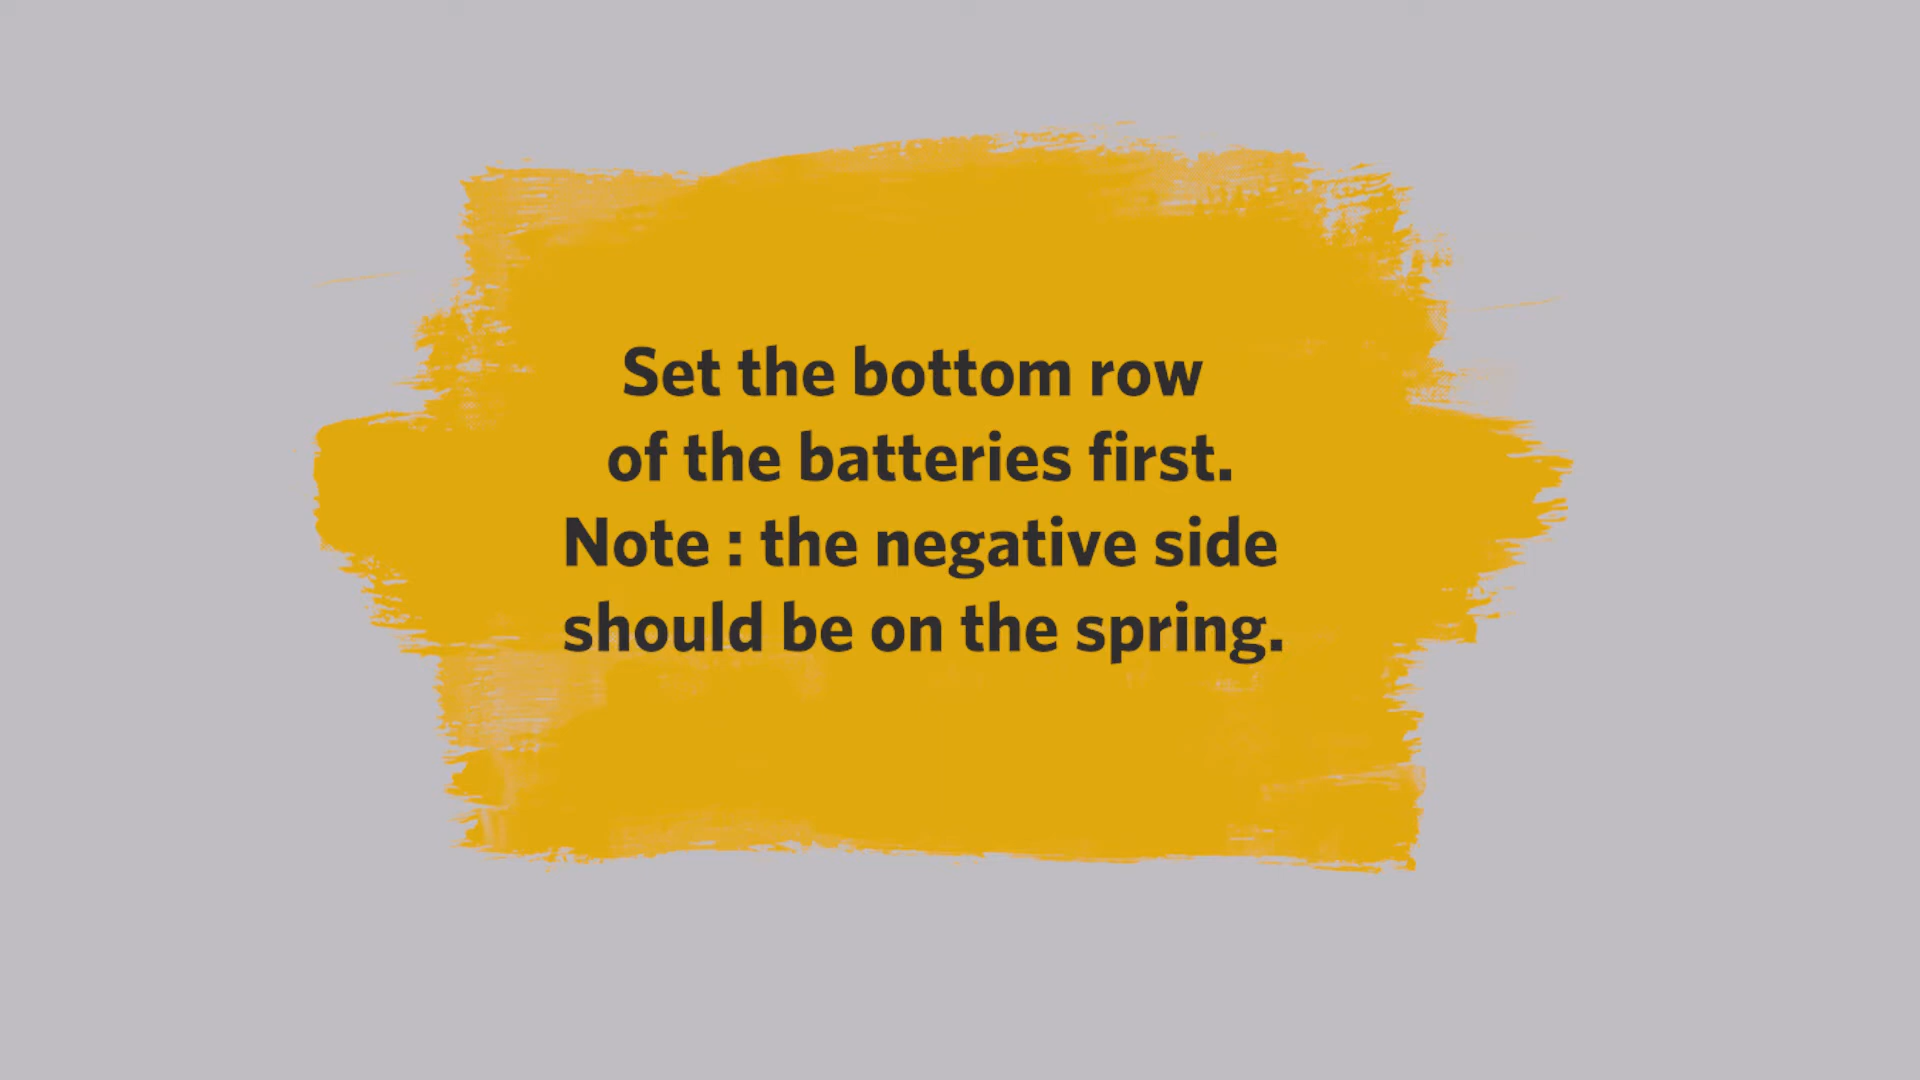 Set the bottom row
of the batteries first.
Note : the negative side
should be on the spring.